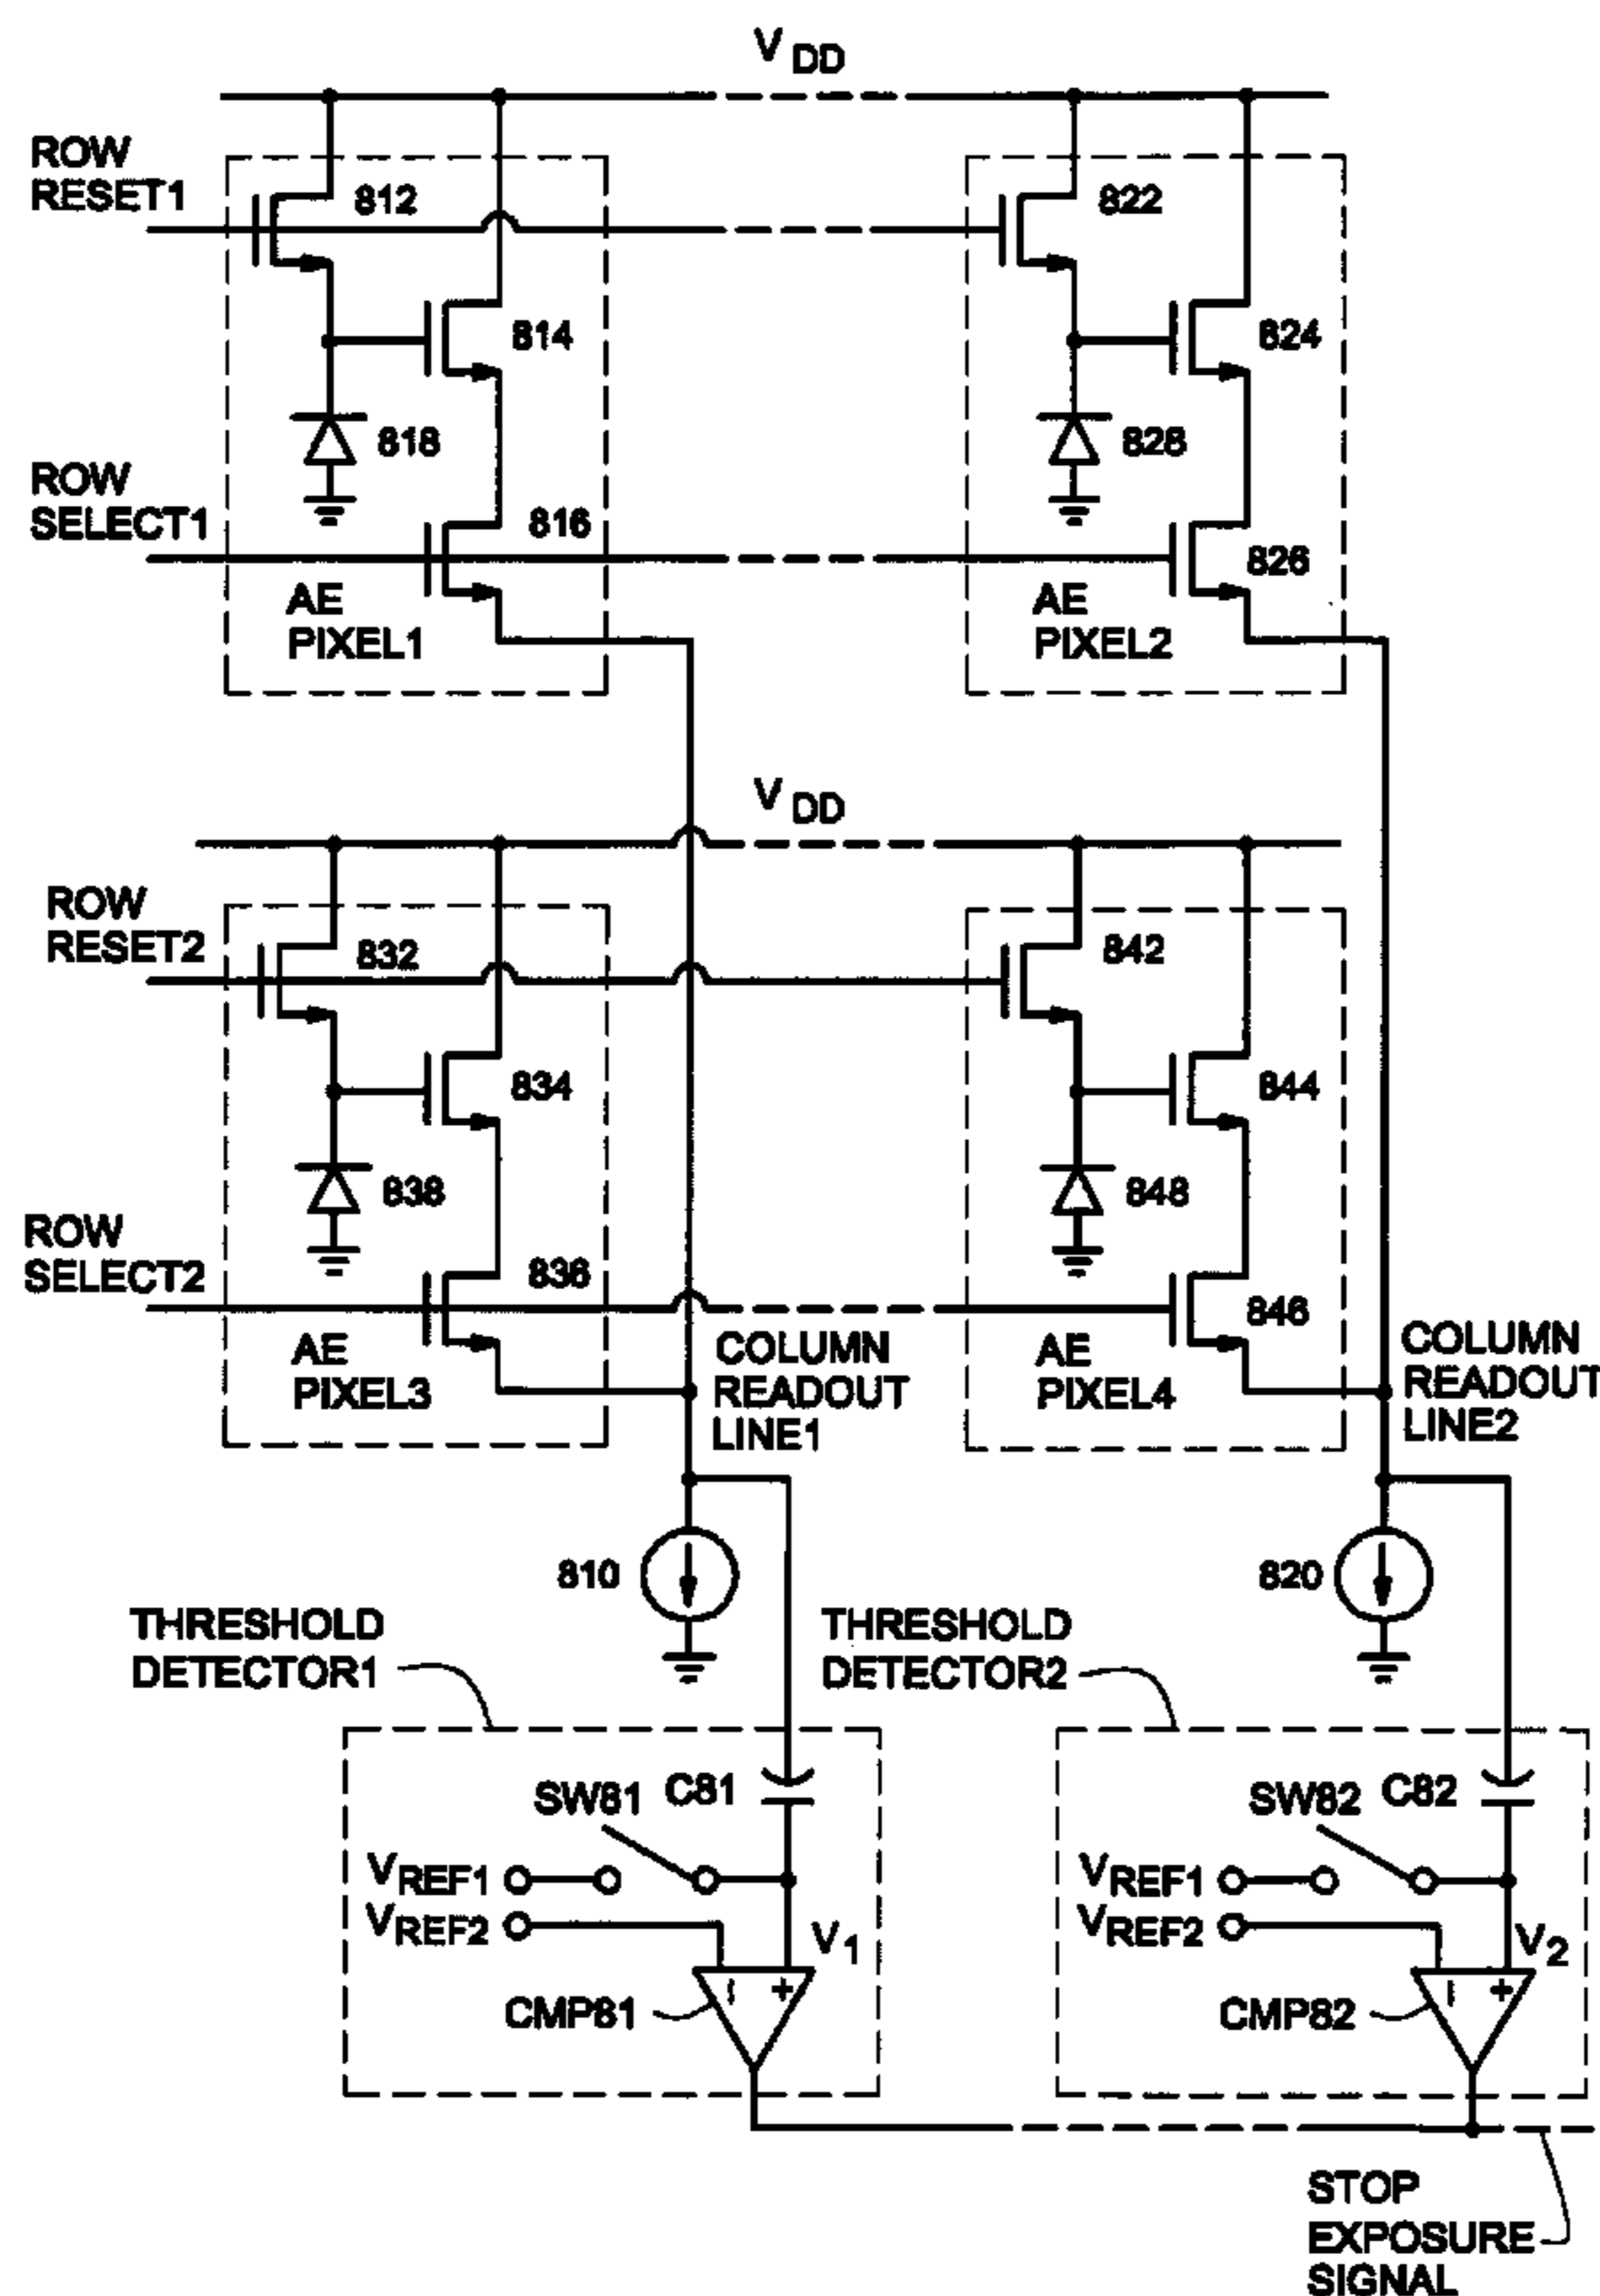 V DD
ROW
RESET1
812
822
814
824
818
828
ROW
SELECT1
816
826
AE
PIXEL1
AE
PIXEL2
V DD
ROW
RESET2
832
842
834
844
838
848
ROW
SELECT2
836
846
AE
PIXEL3
COLUMN
READOUT
LINE1
AE
PIXEL4
COLUMN
READOUT
LINE2
810
820
THRESHOLD
DETECTOR1
THRESHOLD
DETECTOR2
SW81
C81
SW82
C82
VREF1
VREF2
V1
VREF1
VREF2
V2
- +
- +
CMP81
CMP82
STOP
EXPOSURE
SIGNAL